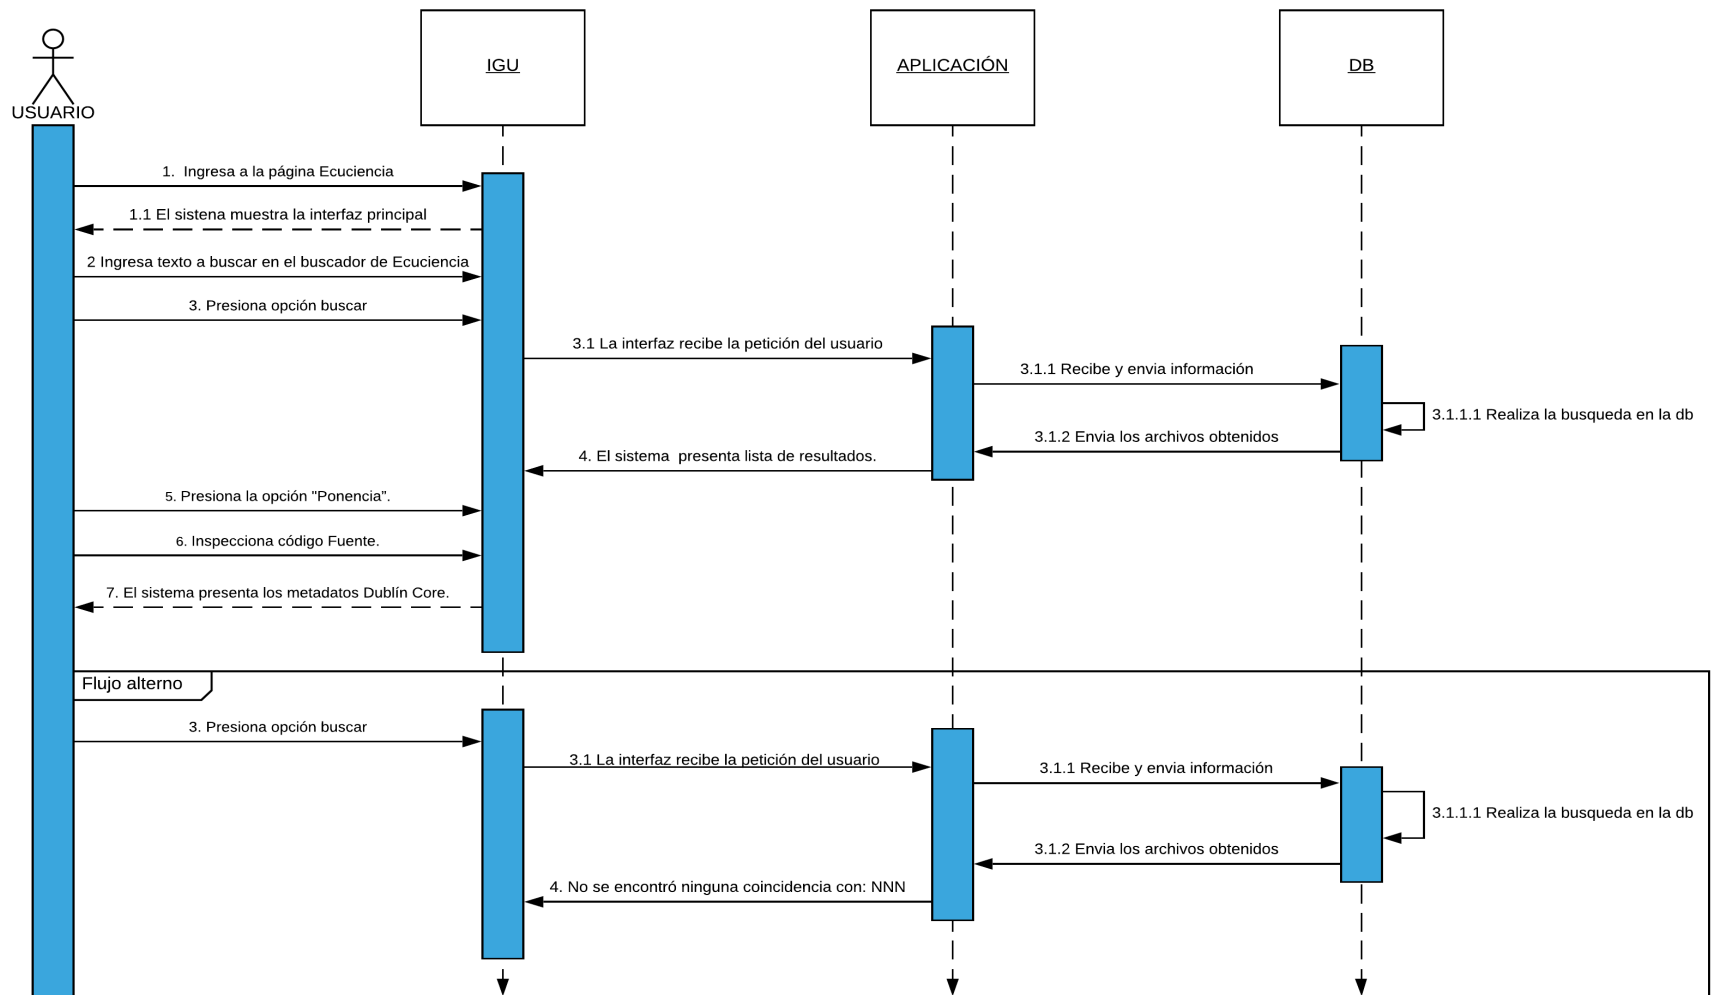 USUARIO
IGU
APLICACIÓN
DB
1.  Ingresa a la página Ecuciencia
1.1 El sistena muestra la interfaz principal
2 Ingresa texto a buscar en el buscador de Ecuciencia
3. Presiona opción buscar
3.1 La interfaz recibe la petición del usuario
3.1.1 Recibe y envia información
3.1.1.1 Realiza la busqueda en la db
3.1.2 Envia los archivos obtenidos
4. El sistema  presenta lista de resultados.
5. Presiona la opción "Ponencia”.
6. Inspecciona código Fuente.
7. El sistema presenta los metadatos Dublín Core.
Flujo alterno
3. Presiona opción buscar
3.1 La interfaz recibe la petición del usuario
3.1.1 Recibe y envia información
3.1.1.1 Realiza la busqueda en la db
3.1.2 Envia los archivos obtenidos
4. No se encontró ninguna coincidencia con: NNN